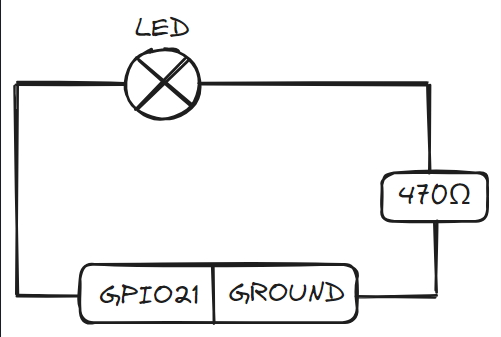 LED
470Ω
GPIO21
GROUND